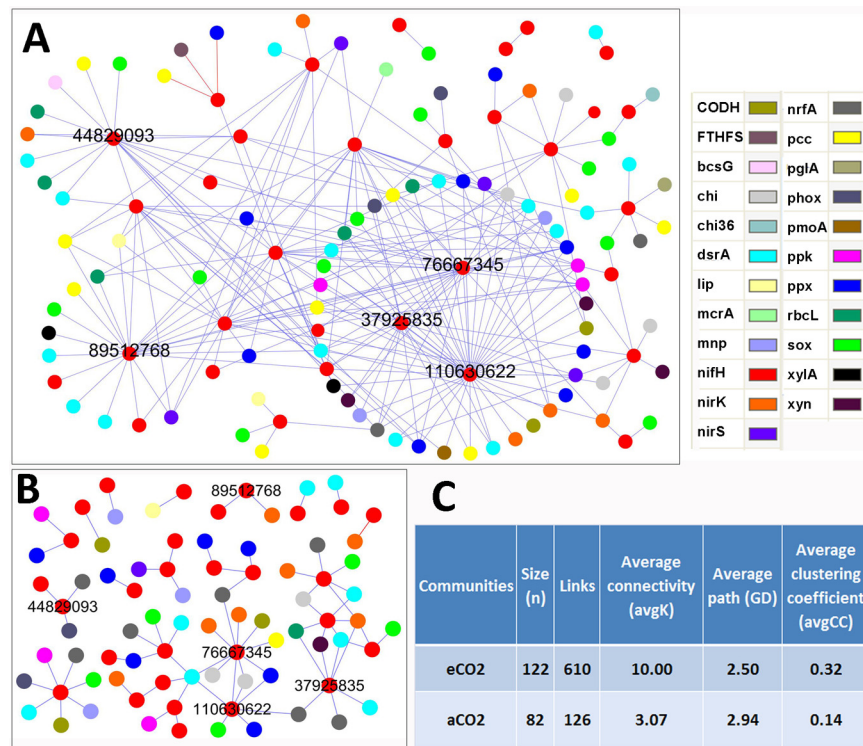 A
44829093
76667345
37925835
89512768
110630622
CODH nrfA
FTHFS pcc
bcsG pglA
chi phox
chi36 pmoA
dsrA ppk
lip ppx
mcrA rbcL
mnp sox
nifH xylA
nirK xyn
nirS
B
89512768
44829093
76667345
37925835
110630622
C
Communities Size (n) Links Average connectivity (avgK) Average path (GD) Average clustering coefficient (avgCC)
eCO2 122 610 10.00 2.50 0.32
aCO2 82 126 3.07 2.94 0.14